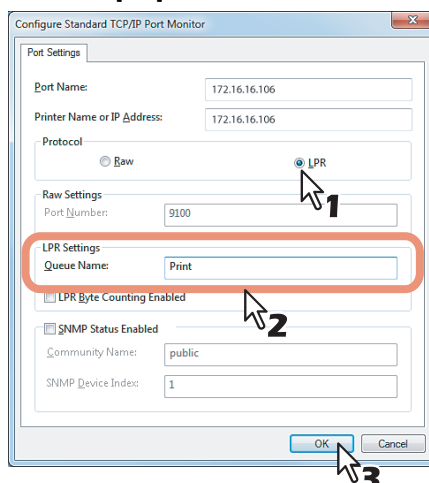 Configure Standard TCP/IP Port Monitor
Port Settings
Port Name: 172.16.16.106
Printer Name or IP Address: 172.16.16.106
Protocol
Raw LPR
1
Raw Settings
Port Number: 9100
LPR Settings
Queue Name: Print
LPR Byte Counting Enabled
2
SNMP Status Enabled
Community Name: public
SNMP Device Index: 1
OK Cancel
3